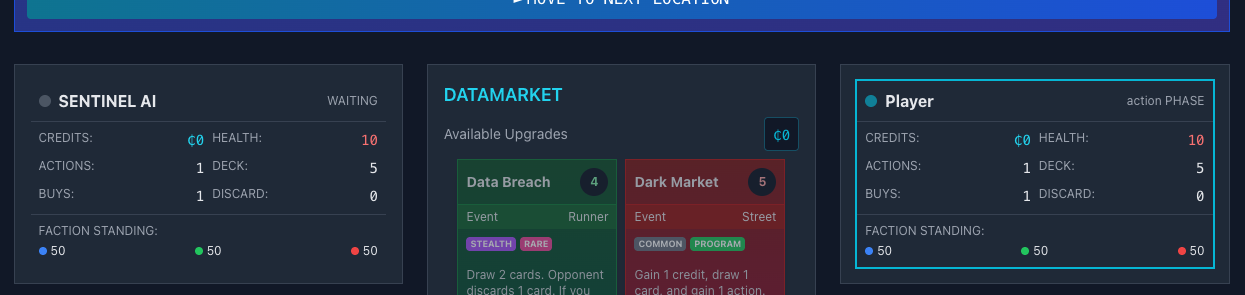 ►MOVE TO NEXT LOCATION
SENTINEL AI WAITING
CREDITS: ₵0 HEALTH: 10
ACTIONS: 1 DECK: 5
BUYS: 1 DISCARD: 0
FACTION STANDING:
50 50 50
DATAMARKET
Available Upgrades ₵0
Data Breach 4
Event Runner
STEALTH RARE
Draw 2 cards. Opponent
discards 1 card. If you
Dark Market 5
Event Street
COMMON PROGRAM
Gain 1 credit, draw 1
card, and gain 1 action.
Player action PHASE
CREDITS: ₵0 HEALTH: 10
ACTIONS: 1 DECK: 5
BUYS: 1 DISCARD: 0
FACTION STANDING:
50 50 50